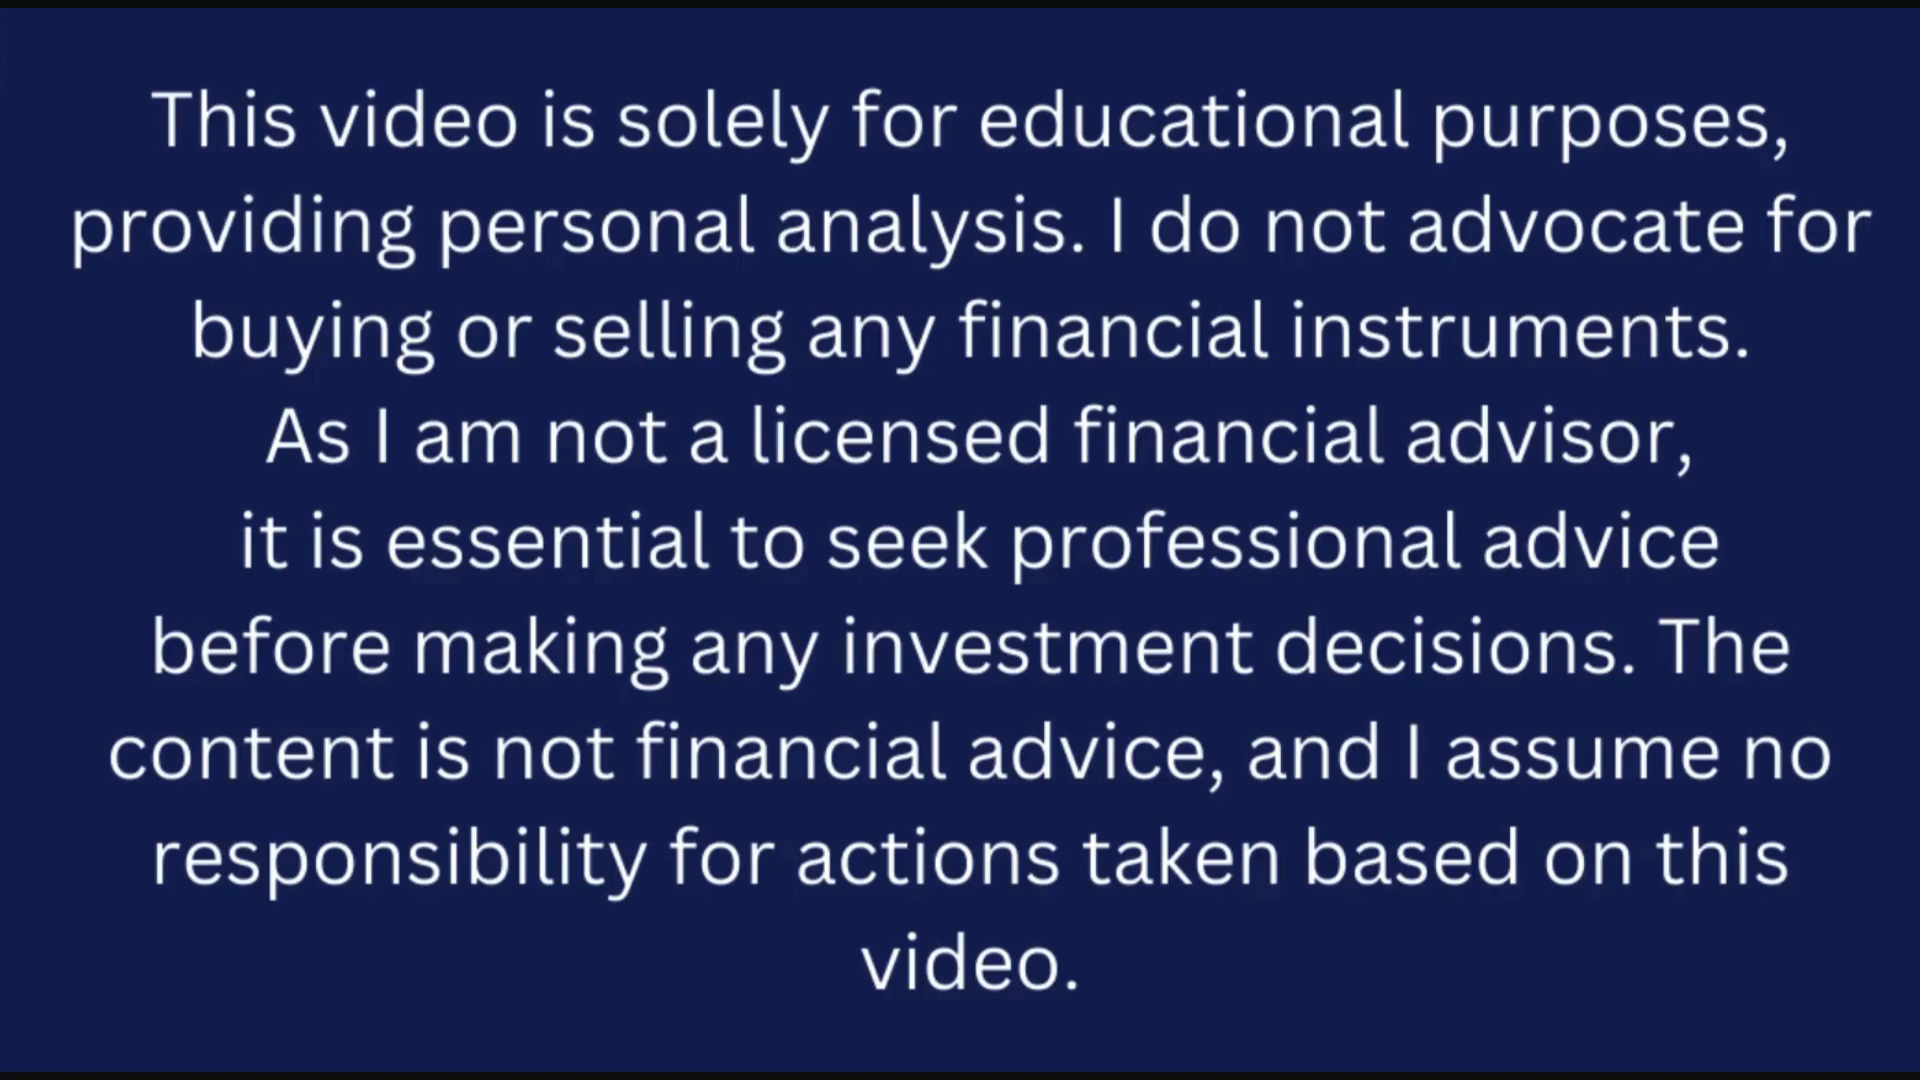 This video is solely for educational purposes,
providing personal analysis. I do not advocate for
buying or selling any financial instruments.
As I am not a licensed financial advisor,
it is essential to seek professional advice
before making any investment decisions. The
content is not financial advice, and I assume no
responsibility for actions taken based on this
video.